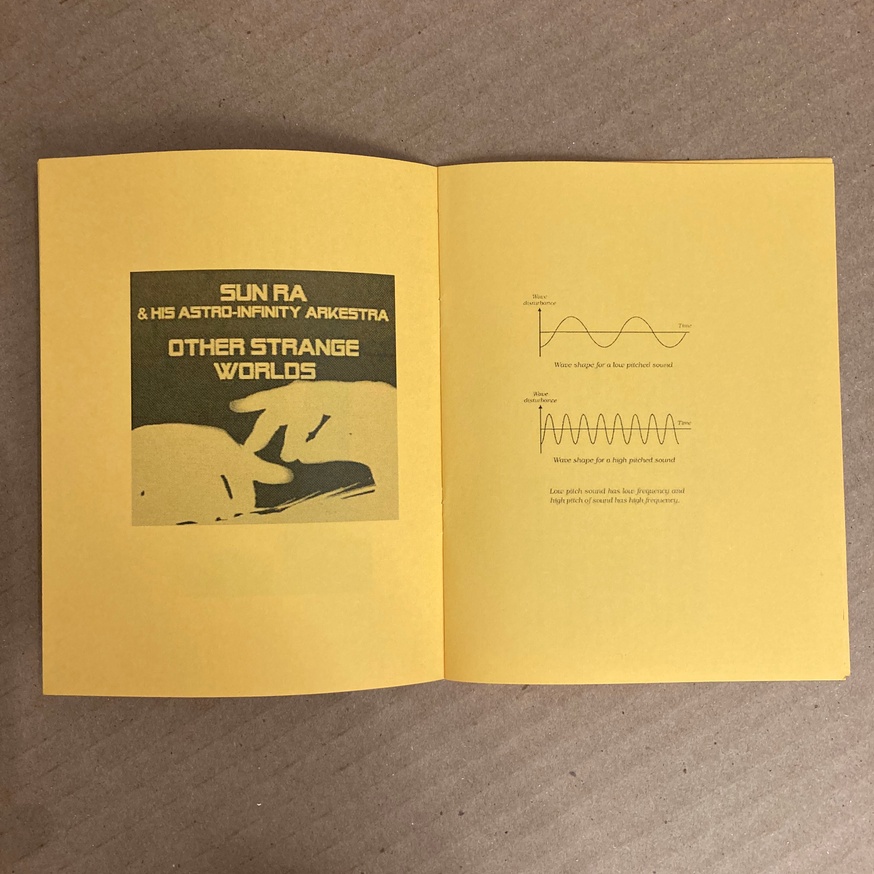 SUN RA
& HIS ASTRO-INFINITY ARKESTRA
OTHER STRANGE
WORLDS
Wave
disturbance
Time
Wave shape for a low pitched sound
Wave
disturbance
Time
Wave shape for a high pitched sound
Low pitch sound has low frequency and
high pitch of sound has high frequency.